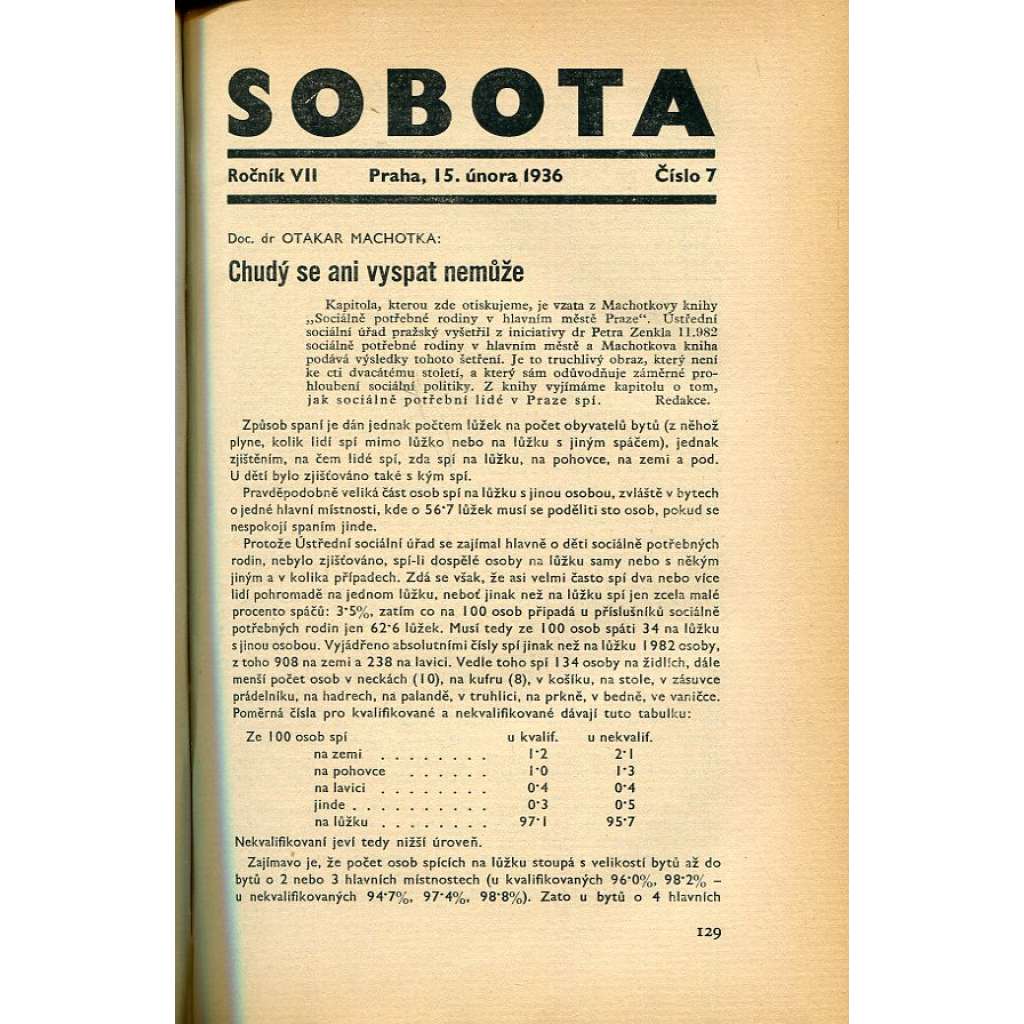 SOBOTA
Ročník VII Praha, 15. února 1936 Číslo 7
Doc. dr OTAKAR MACHOTKA:
Chudý se ani vyspat nemůže
Kapitola, kterou zde otiskujeme, je vzata z Machotkovy knihy
„Sociálně potřebné rodiny v hlavním městě Praze“. Ústřední
sociální úřad pražský vyšetřil z iniciativy dr Petra Zenkla 11.982
sociálně potřebné rodiny v hlavním městě a Machotkova kniha
podává výsledky tohoto šetření. Je to truchlivý obraz, který není
ke cti dvacátému století, a který sám odůvodňuje záměrné pro-
hloubení sociální politiky. Z knihy vyjímáme kapitolu o tom,
jak sociálně potřební lidé v Praze spí. Redakce.
Způsob spaní je dán jednak počtem lůžek na počet obyvatelů bytů (z něhož
plyne, kolik lidí spí mimo lůžko nebo na lůžku s jiným spáčem), jednak
zjištěním, na čem lidé spí, zda spí na lůžku, na pohovce, na zemi a pod.
U dětí bylo zjišťováno také s kým spí.
Pravděpodobně veliká část osob spí na lůžku s jinou osobou, zvláště v bytech
o jedné hlavní místnosti, kde o 56·7 lůžek musí se poděliti sto osob, pokud se
nespokojí spaním jinde.
Protože Ústřední sociální úřad se zajímal hlavně o děti sociálně potřebných
rodin, nebylo zjišťováno, spí-li dospělé osoby na lůžku samy nebo s někým
jiným a v kolika případech. Zdá se však, že asi velmi často spí dva nebo více
lidí pohromadě na jednom lůžku, neboť jinak než na lůžku spí jen zcela malé
procento spáčů: 3·5%, zatím co na 100 osob připadá u příslušníků sociálně
potřebných rodin jen 62·6 lůžek. Musí tedy ze 100 osob spáti 34 na lůžku
s jinou osobou. Vyjádřeno absolutními čísly spí jinak než na lůžku 1982 osoby,
z toho 908 na zemi a 238 na lavici. Vedle toho spí 134 osoby na židlích, dále
menší počet osob v neckách (10), na kufru (8), v košíku, na stole, v zásuvce
prádelníku, na hadrech, na palandě, v truhlici, na prkně, v bedně, ve vaničce.
Poměrná čísla pro kvalifikované a nekvalifikované dávají tuto tabulku:
Ze 100 osob spí u kvalif. u nekvalif.
na zemi . . . . . . . . 1·2 2·1
na pohovce . . . . . . 1·0 1·3
na lavici . . . . . . . . 0·4 0·4
jinde . . . . . . . . . . 0·3 0·5
na lůžku . . . . . . . . 97·1 95·7
Nekvalifikovaní jeví tedy nižší úroveň.
Zajímavo je, že počet osob spících na lůžku stoupá s velikostí bytů až do
bytů o 2 nebo 3 hlavních místnostech (u kvalifikovaných 96·0%, 98·2% –
u nekvalifikovaných 94·7%, 97·4%, 98·8%). Zato u bytů o 4 hlavních
129